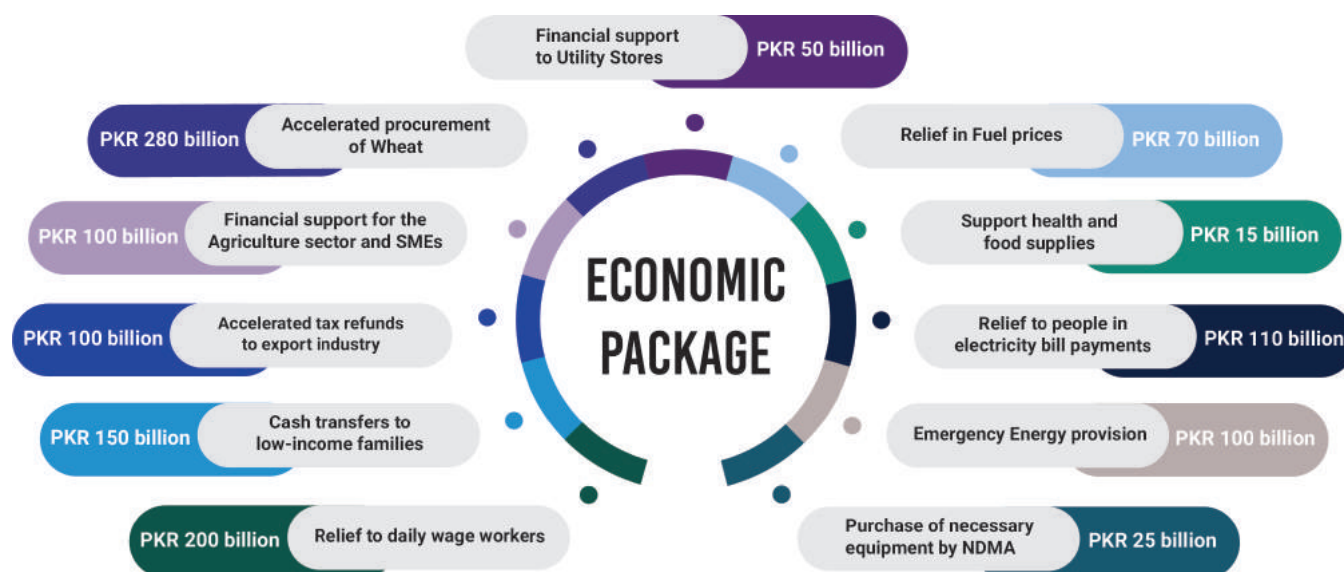 Financial support
to Utility Stores
PKR 50 billion
PKR 280 billion
Accelerated procurement
of Wheat
Relief in Fuel prices
PKR 70 billion
PKR 100 billion
Financial support for the
Agriculture sector and SMEs
Support health and
food supplies
PKR 15 billion
ECONOMIC
PACKAGE
PKR 100 billion
Accelerated tax refunds
to export industry
Relief to people in
electricity bill payments
PKR 110 billion
PKR 150 billion
Cash transfers to
low-income families
Emergency Energy provision
PKR 100 billion
PKR 200 billion
Relief to daily wage workers
Purchase of necessary
equipment by NDMA
PKR 25 billion